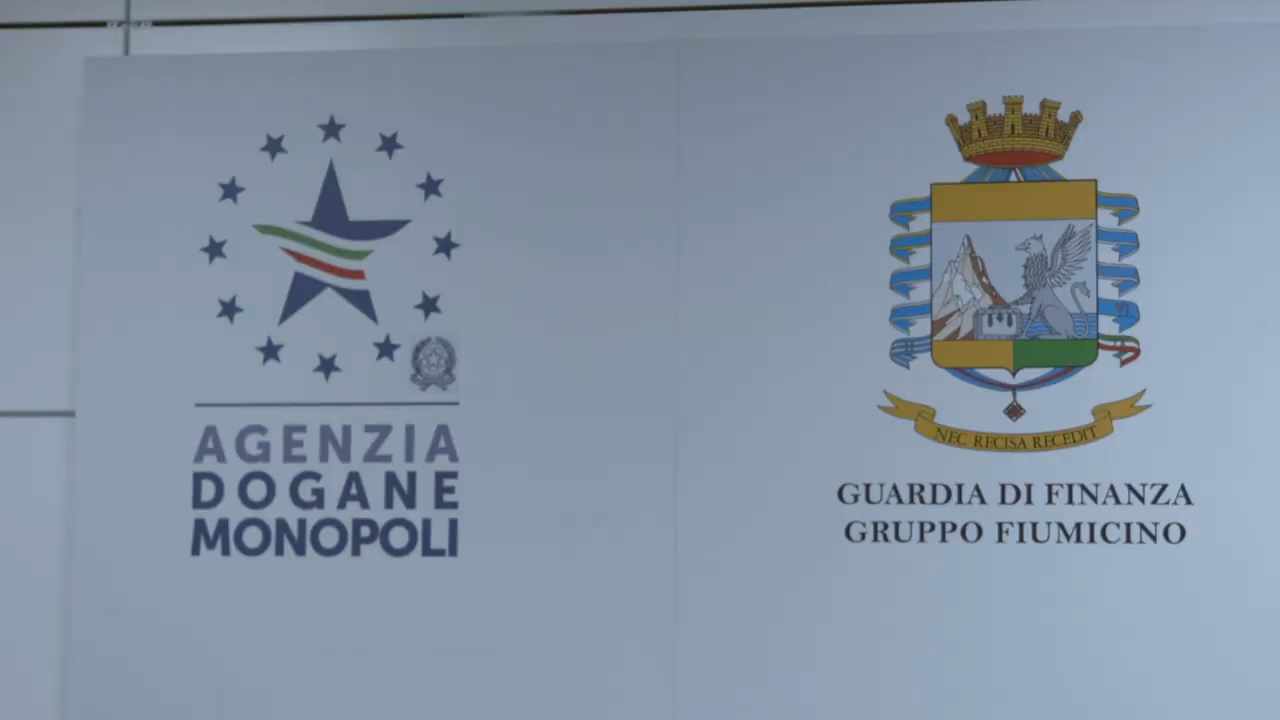 AGENZIA
DOGANE
MONOPOLI
NEC RECISA RECEDIT
GUARDIA DI FINANZA
GRUPPO FIUMICINO